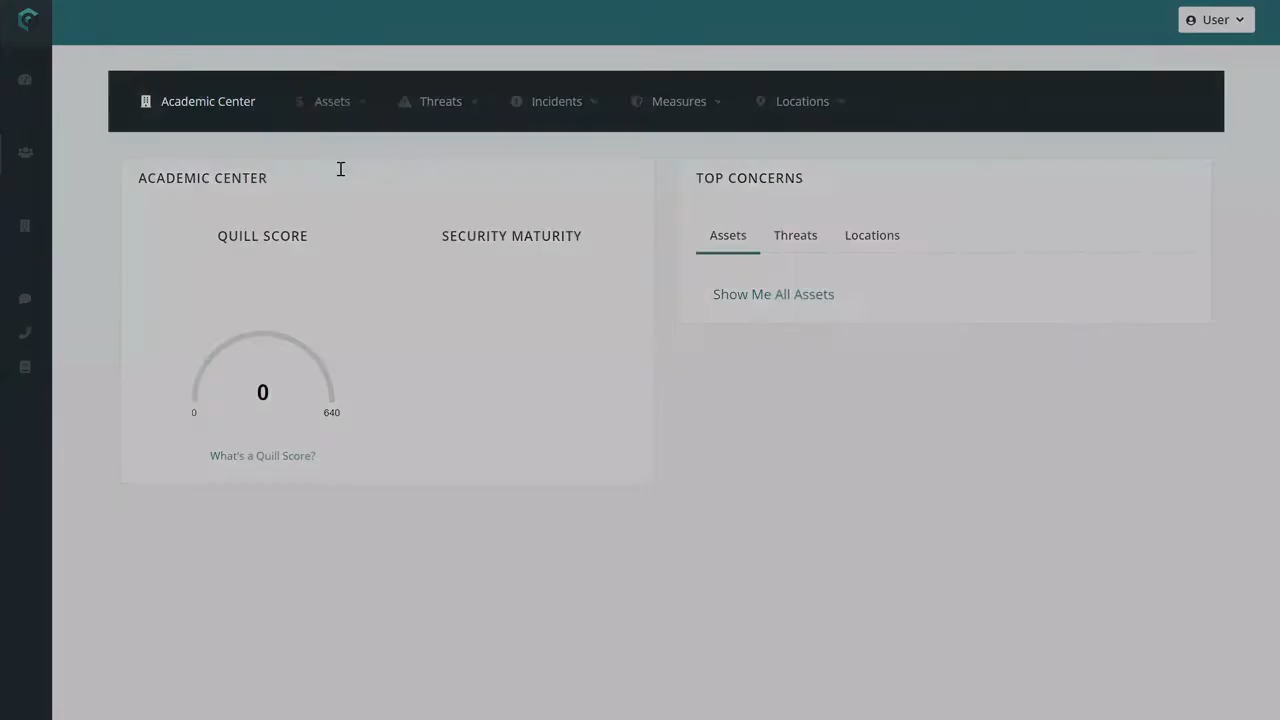 User
Academic Center Assets Threats Incidents Measures Locations
ACADEMIC CENTER
QUILL SCORE SECURITY MATURITY
0
0 640
What's a Quill Score?
TOP CONCERNS
Assets Threats Locations
Show Me All Assets